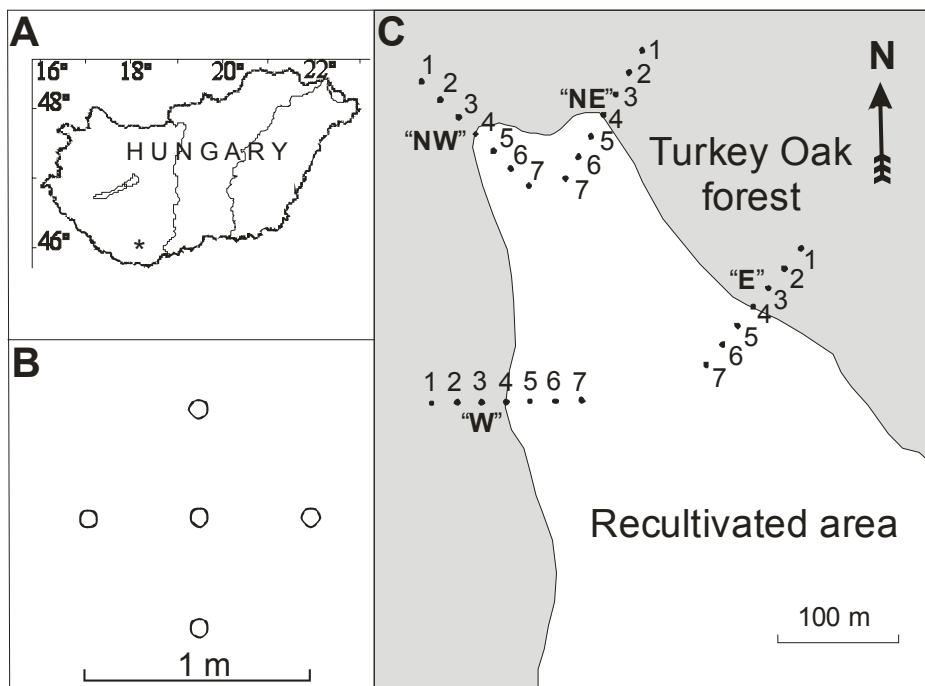 A
16° 18° 20° 22°
48°
HUNGARY
46°
*
B
1 m
C
N
1
2
3
4
5
6
7
"NW"
1
2
3
4
5
6
7
"NE"
Turkey Oak
forest
1
2
3
4
5
6
7
"E"
1 2 3 4 5 6 7
"W"
Recultivated area
100 m